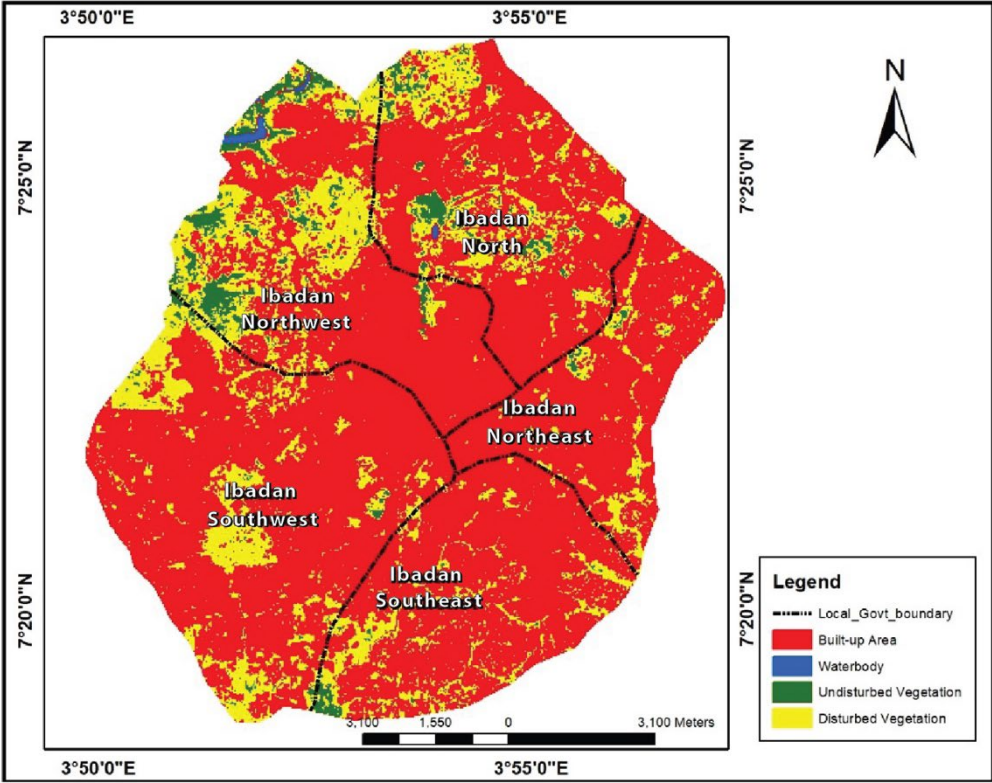 3°50'0"E
3°55'0"E
N
7°25'0"N
7°25'0"N
Ibadan
North
Ibadan
Northwest
Ibadan
Northeast
Ibadan
Southwest
Ibadan
Southeast
7°20'0"N
7°20'0"N
Legend
Local_Govt_boundary
Built-up Area
Waterbody
Undisturbed Vegetation
Disturbed Vegetation
3,100 1,550 0 3,100 Meters
3°50'0"E
3°55'0"E